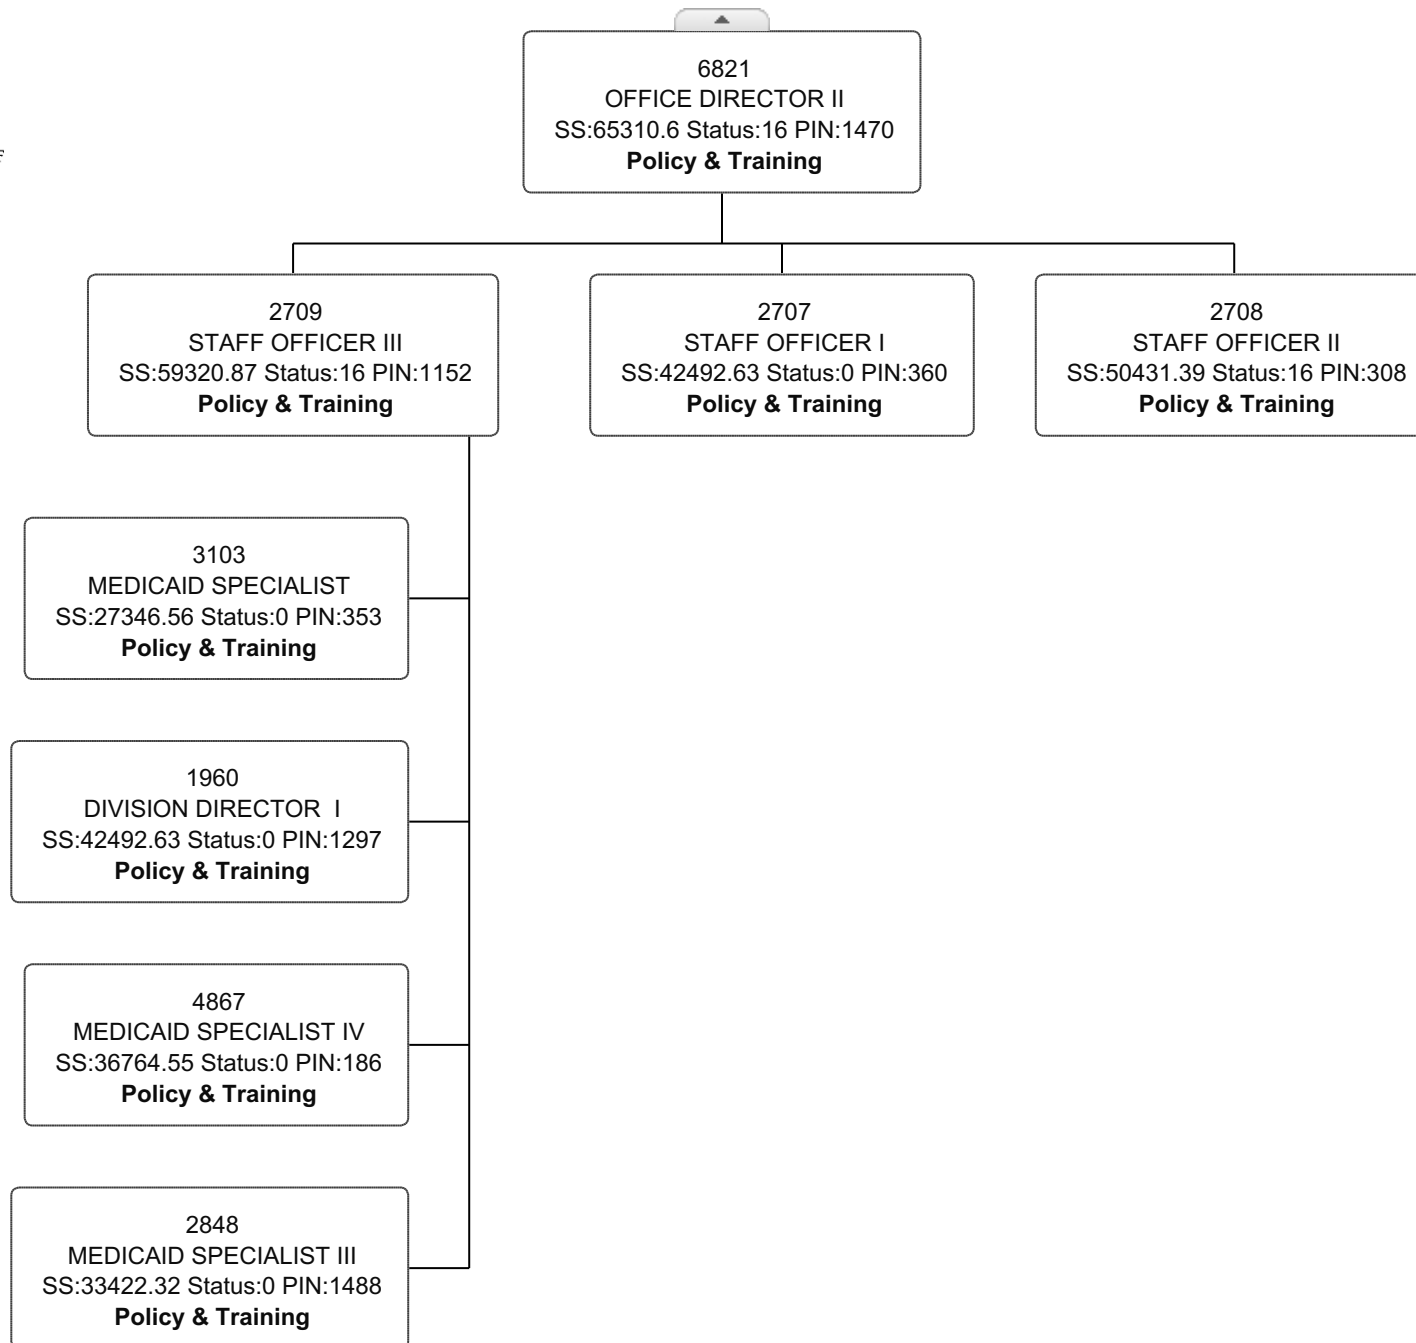 6821
OFFICE DIRECTOR II
SS:65310.6 Status:16 PIN:1470
Policy & Training
2709
STAFF OFFICER III
SS:59320.87 Status:16 PIN:1152
Policy & Training
2707
STAFF OFFICER I
SS:42492.63 Status:0 PIN:360
Policy & Training
2708
STAFF OFFICER II
SS:50431.39 Status:16 PIN:308
Policy & Training
3103
MEDICAID SPECIALIST
SS:27346.56 Status:0 PIN:353
Policy & Training
1960
DIVISION DIRECTOR  I
SS:42492.63 Status:0 PIN:1297
Policy & Training
4867
MEDICAID SPECIALIST IV
SS:36764.55 Status:0 PIN:186
Policy & Training
2848
MEDICAID SPECIALIST III
SS:33422.32 Status:0 PIN:1488
Policy & Training